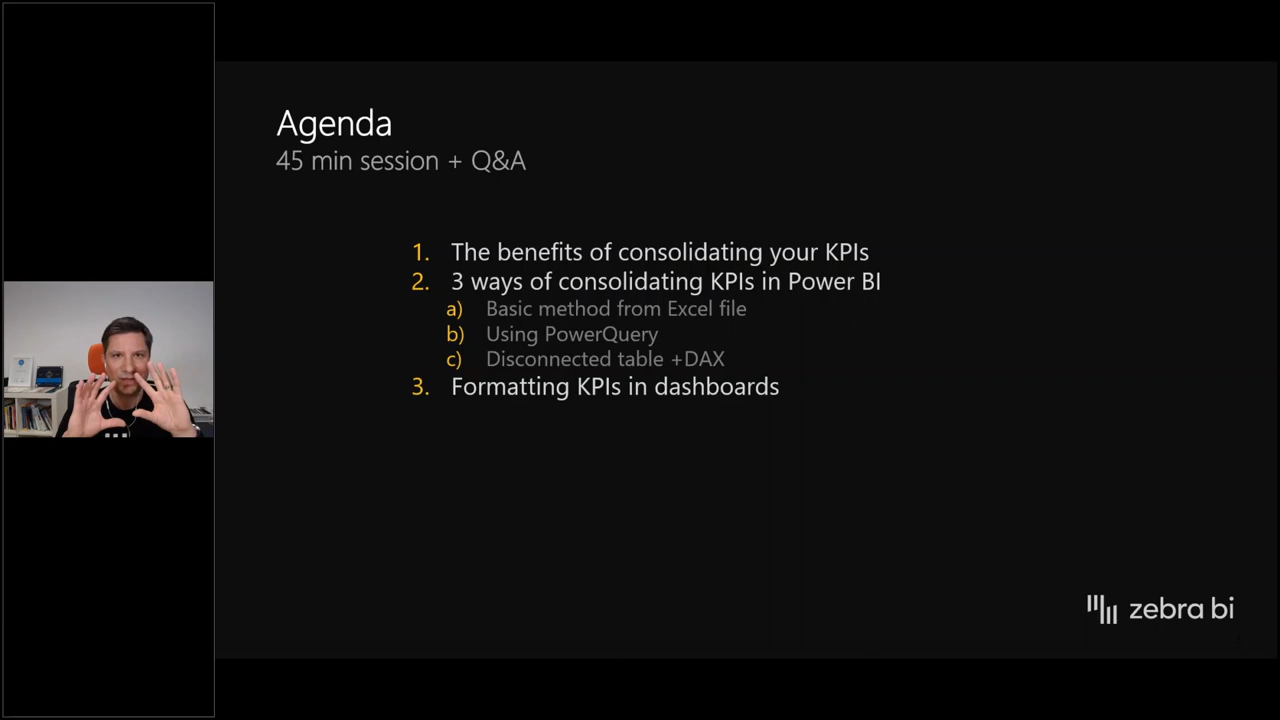 Agenda
45 min session + Q&A
1. The benefits of consolidating your KPIs
2. 3 ways of consolidating KPIs in Power BI
a) Basic method from Excel file
b) Using PowerQuery
c) Disconnected table +DAX
3. Formatting KPIs in dashboards
zebra bi